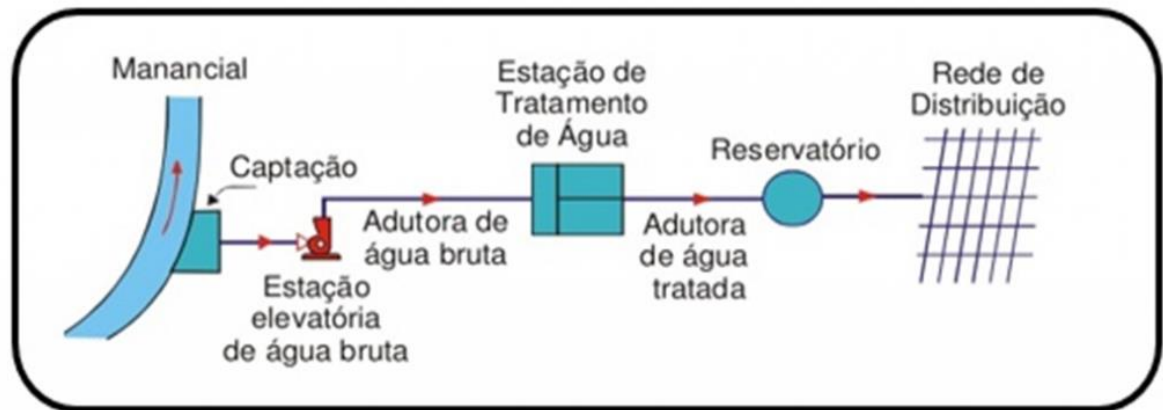 Manancial
Captação
Estação
elevatória
de água bruta
Adutora de
água bruta
Estação de
Tratamento
de Água
Adutora
de água
tratada
Reservatório
Rede de
Distribuição